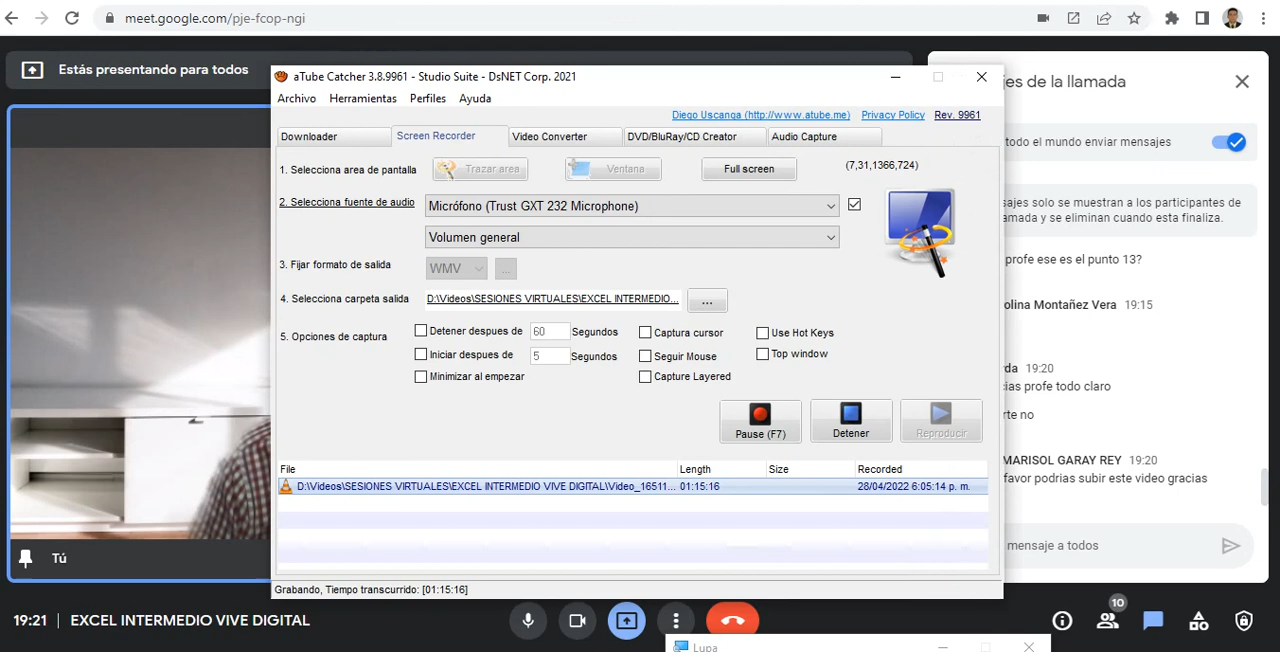 meet.google.com/pje-fcop-ngi
Estás presentando para todos
aTube Catcher 3.8.9961 - Studio Suite - DsNET Corp. 2021
Archivo Herramientas Perfiles Ayuda
Diego Uscanga (http://www.atube.me) Privacy Policy Rev. 9961
Downloader Screen Recorder Video Converter DVD/BluRay/CD Creator Audio Capture
1. Selecciona area de pantalla Trazar area Ventana Full screen (7,31,1366,724)
2. Selecciona fuente de audio Micrófono (Trust GXT 232 Microphone)
Volumen general
3. Fijar formato de salida WMV ...
4. Selecciona carpeta salida D:\Videos\SESIONES VIRTUALES\EXCEL INTERMEDIO... ...
5. Opciones de captura
Detener despues de 60 Segundos Captura cursor Use Hot Keys
Iniciar despues de 5 Segundos Seguir Mouse Top window
Minimizar al empezar Capture Layered
Pause (F7) Detener Reproducir
File Length Size Recorded
D:\Videos\SESIONES VIRTUALES\EXCEL INTERMEDIO VIVE DIGITAL\Video_16511... 01:15:16 28/04/2022 6:05:14 p. m.
Grabando, Tiempo transcurrido: [01:15:16]
jes de la llamada
todo el mundo enviar mensajes
sajes solo se muestran a los participantes de
amada y se eliminan cuando esta finaliza.
profe ese es el punto 13?
olina Montañez Vera 19:15
rda 19:20
cias profe todo claro
rte no
MARISOL GARAY REY 19:20
favor podrias subir este video gracias
mensaje a todos
Tú
19:21 | EXCEL INTERMEDIO VIVE DIGITAL
10
Lupa